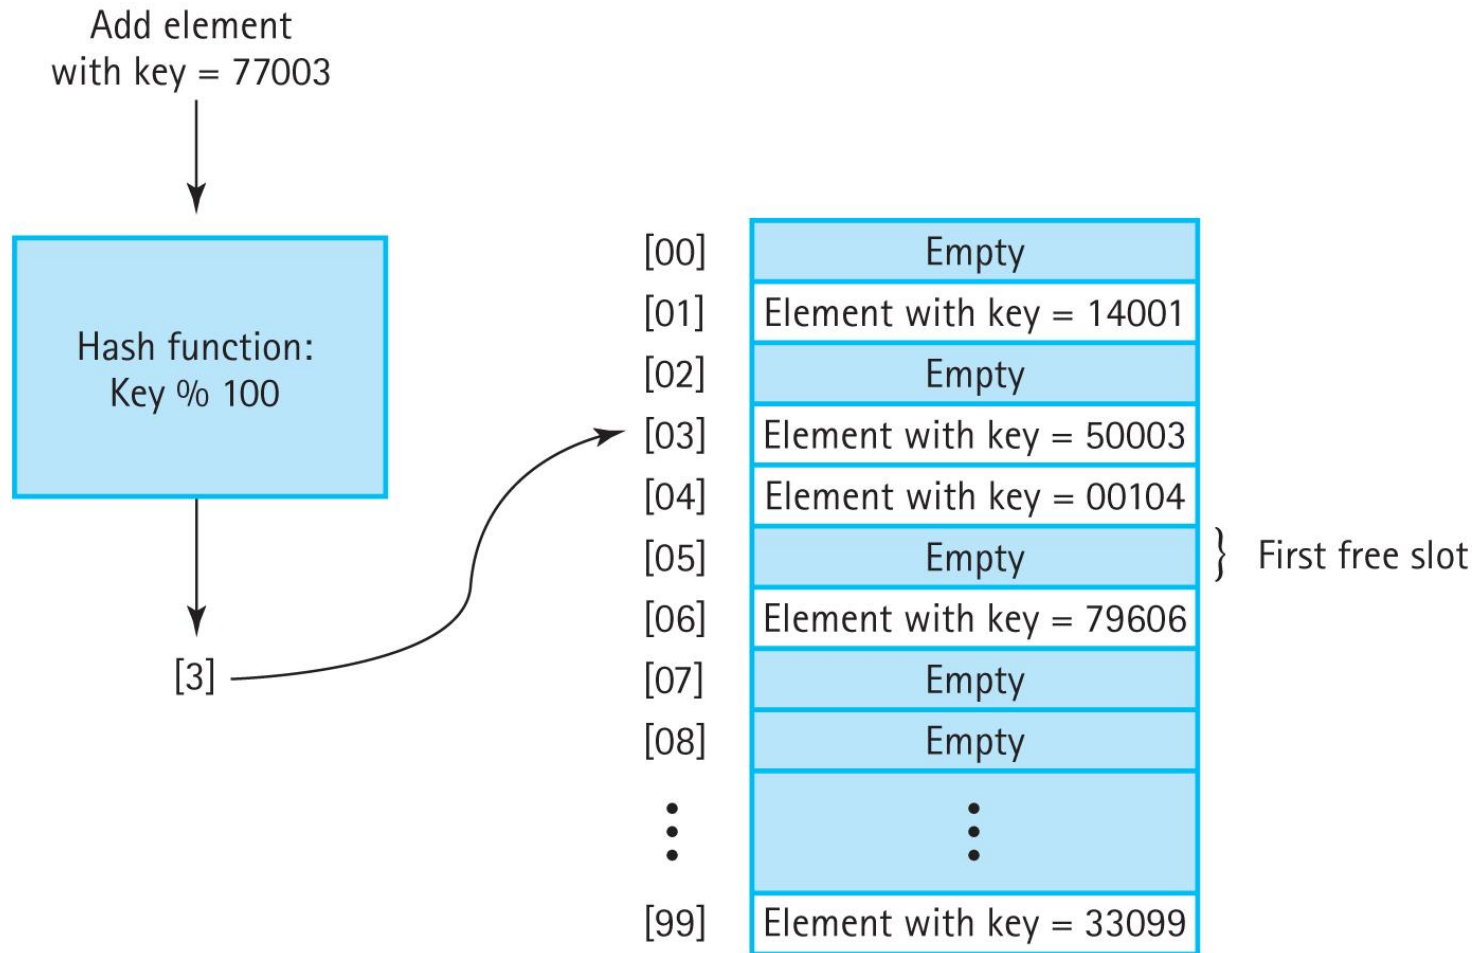 Add element
with key = 77003
Hash function:
Key % 100
[3]
[00] Empty
[01] Element with key = 14001
[02] Empty
[03] Element with key = 50003
[04] Element with key = 00104
[05] Empty } First free slot
[06] Element with key = 79606
[07] Empty
[08] Empty
[99] Element with key = 33099